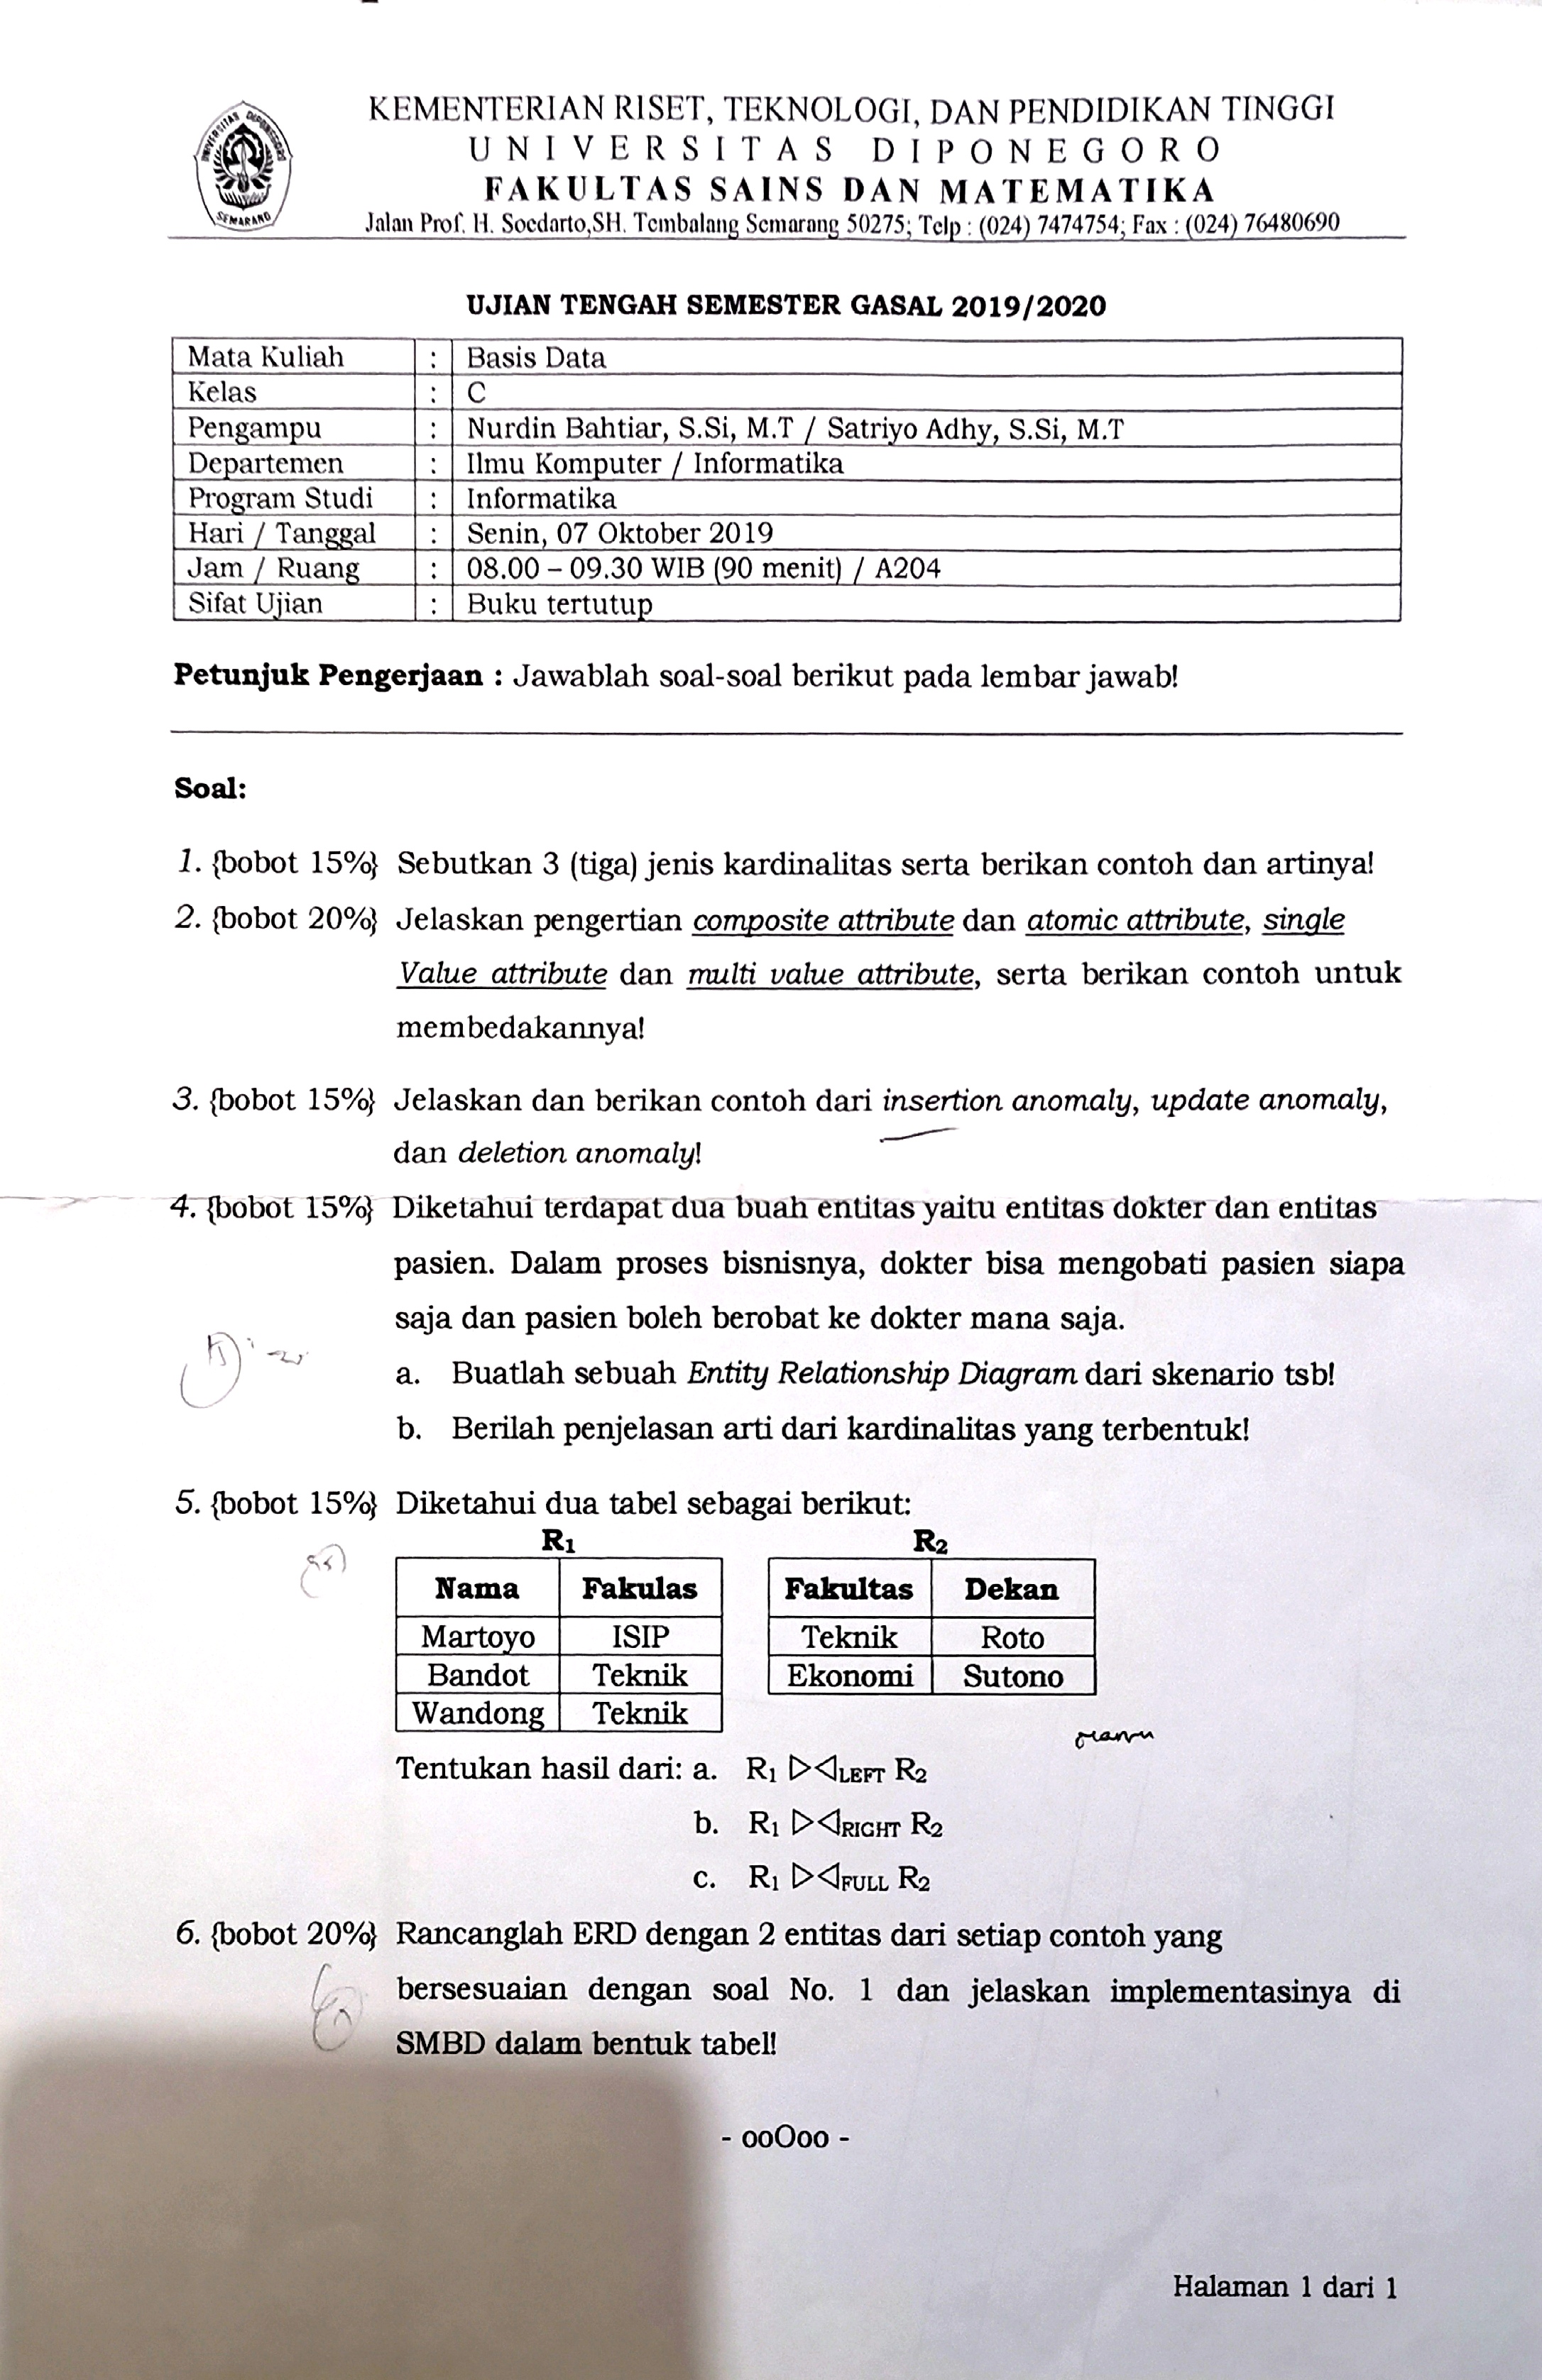 UNIVERSITAS DIPONEGORO
SEMARANG
KEMENTERIAN RISET, TEKNOLOGI, DAN PENDIDIKAN TINGGI
UNIVERSITAS DIPONEGORO
FAKULTAS SAINS DAN MATEMATIKA
Jalan Prof. H. Soedarto,SH. Tembalang Semarang 50275; Telp : (024) 7474754; Fax : (024) 76480690
UJIAN TENGAH SEMESTER GASAL 2019/2020
Mata Kuliah : Basis Data
Kelas : C
Pengampu : Nurdin Bahtiar, S.Si, M.T / Satriyo Adhy, S.Si, M.T
Departemen : Ilmu Komputer / Informatika
Program Studi : Informatika
Hari / Tanggal : Senin, 07 Oktober 2019
Jam / Ruang : 08.00 – 09.30 WIB (90 menit) / A204
Sifat Ujian : Buku tertutup
Petunjuk Pengerjaan : Jawablah soal-soal berikut pada lembar jawab!
Soal:
1. {bobot 15%} Sebutkan 3 (tiga) jenis kardinalitas serta berikan contoh dan artinya!
2. {bobot 20%} Jelaskan pengertian composite attribute dan atomic attribute, single
Value attribute dan multi value attribute, serta berikan contoh untuk
membedakannya!
3. {bobot 15%} Jelaskan dan berikan contoh dari insertion anomaly, update anomaly,
dan deletion anomaly!
4. {bobot 15%} Diketahui terdapat dua buah entitas yaitu entitas dokter dan entitas
pasien. Dalam proses bisnisnya, dokter bisa mengobati pasien siapa
saja dan pasien boleh berobat ke dokter mana saja.
a. Buatlah sebuah Entity Relationship Diagram dari skenario tsb!
b. Berilah penjelasan arti dari kardinalitas yang terbentuk!
5. {bobot 15%} Diketahui dua tabel sebagai berikut:
R1 R2
Nama Fakulas Fakultas Dekan
Martoyo ISIP Teknik Roto
Bandot Teknik Ekonomi Sutono
Wandong Teknik
Tentukan hasil dari: a. R1 ▷◁LEFT R2
b. R1 ▷◁RIGHT R2
c. R1 ▷◁FULL R2
6. {bobot 20%} Rancanglah ERD dengan 2 entitas dari setiap contoh yang
bersesuaian dengan soal No. 1 dan jelaskan implementasinya di
SMBD dalam bentuk tabel!
- ooOoo -
Halaman 1 dari 1